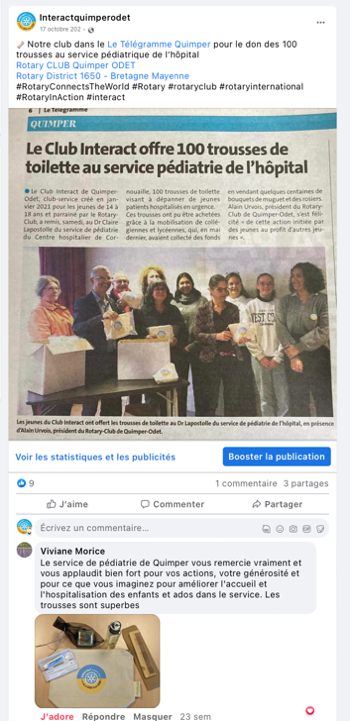 Interactquimperodet
17 octobre 202 ·
Notre club dans le Le Télégramme Quimper pour le don des 100
trousses au service pédiatrique de l'hôpital
Rotary CLUB Quimper ODET
Rotary District 1650 - Bretagne Mayenne
#RotaryConnectsTheWorld #Rotary #rotaryclub #rotaryinternational
#RotaryInAction #interact
6 | Le Télégramme
QUIMPER
Le Club Interact offre 100 trousses de
toilette au service pédiatrie de l'hôpital
● Le Club Interact de Quimper-
Odet, club-service créé en jan-
vier 2021 pour les jeunes de 14 à
18 ans et parrainé par le Rotary-
Club, a remis, samedi, au Dr Claire
Lapostolle du service de pédiatrie
du Centre hospitalier de Cor-
nouaille, 100 trousses de toilette
visant à dépanner de jeunes
patients hospitalisés en urgence.
Ces trousses ont pu être achetées
grâce à la mobilisation de collé-
giennes et lycéennes, qui, en mai
dernier, avaient collecté des fonds
en vendant quelques centaines de
bouquets de muguet et des rosiers.
Alain Urvois, président du Rotary-
Club de Quimper-Odet, s'est féli-
cité « de cette action initiée par
des jeunes au profit d'autres jeu-
nes ».
Les jeunes du Club Interact ont offert les trousses de toilette au Dr Lapostolle du service de pédiatrie de l'hôpital, en présence
d'Alain Urvois, président du Rotary-Club de Quimper-Odet.
Voir les statistiques et les publicités
Booster la publication
9
1 commentaire 3 partages
J'aime
Commenter
Partager
Écrivez un commentaire...
Viviane Morice
Le service de pédiatrie de Quimper vous remercie vraiment et
vous applaudit bien fort pour vos actions, votre générosité et
pour ce que vous imaginez pour améliorer l'accueil et
l'hospitalisation des enfants et ados dans le service. Les
trousses sont superbes
J'adore Répondre Masquer 23 sem